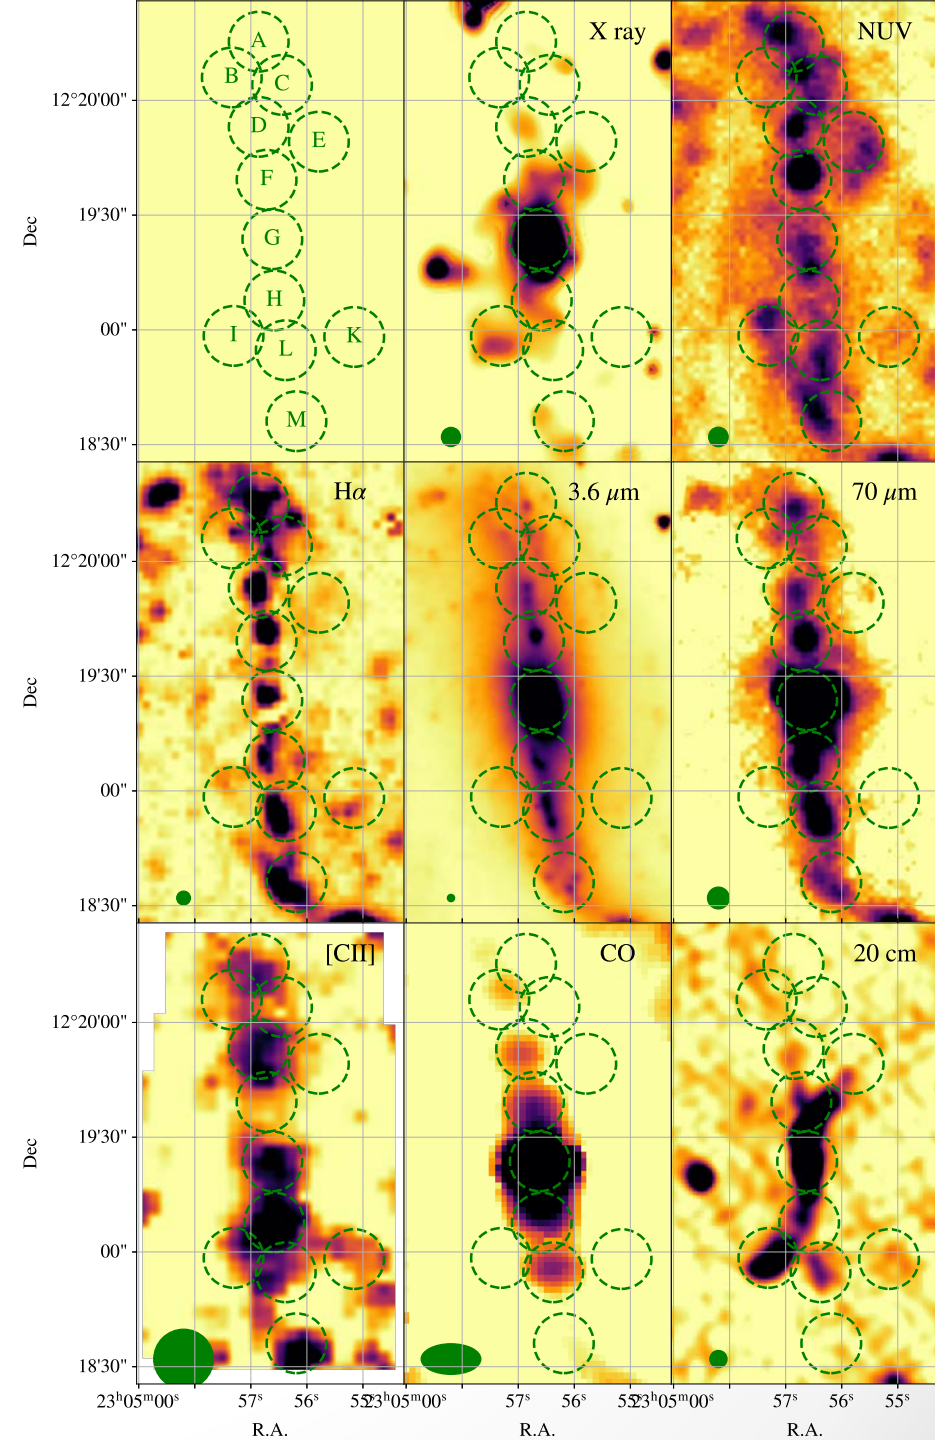 A
B
C
D
E
F
G
H
I
L
K
M
X ray
NUV
12°20'00"
19'30"
00"
18'30"
Dec
Hα
3.6 μm
70 μm
12°20'00"
19'30"
00"
18'30"
Dec
[CII]
CO
20 cm
12°20'00"
19'30"
00"
18'30"
Dec
23ʰ05ᵐ00ˢ 57ˢ 56ˢ 55ˢ
23ʰ05ᵐ00ˢ 57ˢ 56ˢ 55ˢ
23ʰ05ᵐ00ˢ 57ˢ 56ˢ 55ˢ
R.A. R.A. R.A.